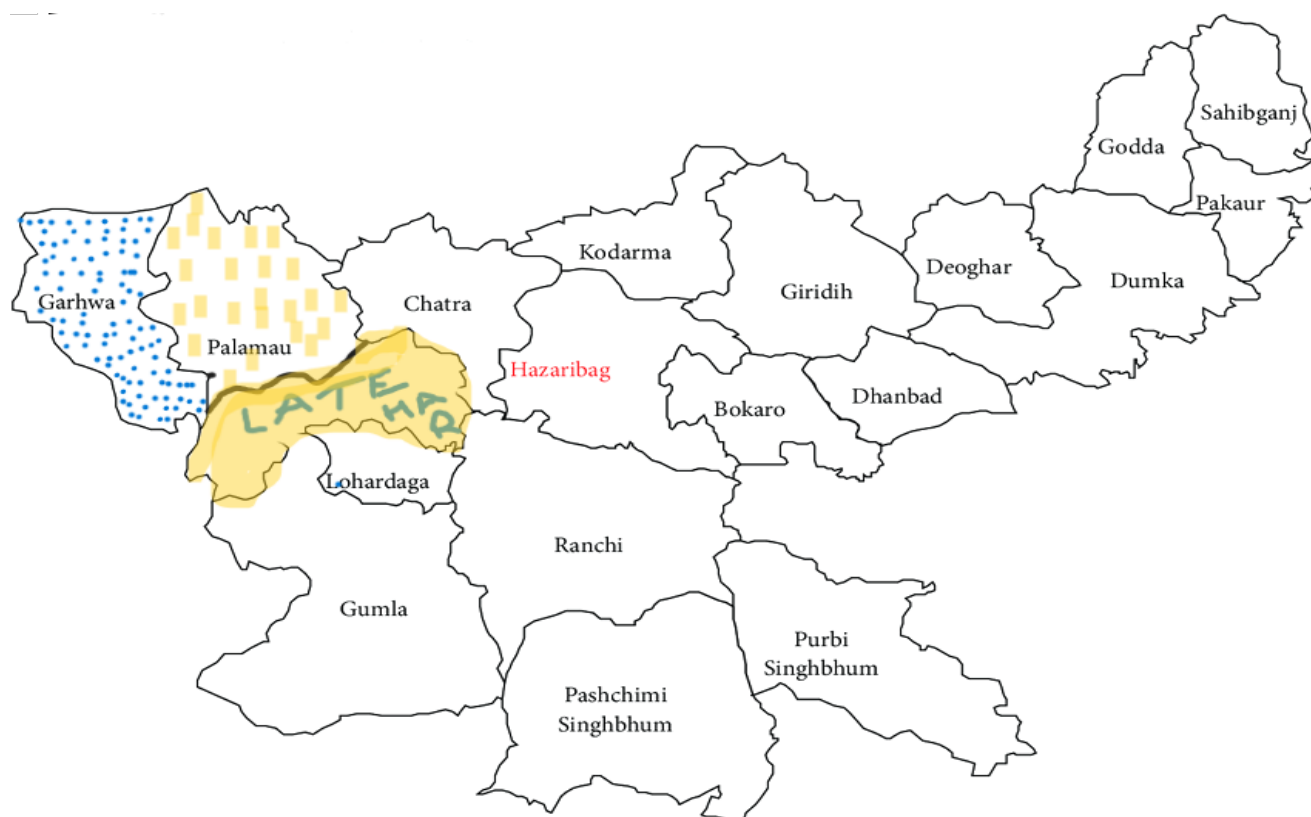 Sahibganj
Godda
Pakaur
Kodarma
Deoghar
Dumka
Garhwa
Chatra
Giridih
Palamau
Hazaribag
LATEHAR
Bokaro
Dhanbad
Lohardaga
Ranchi
Gumla
Purbi
Singhbhum
Pashchimi
Singhbhum